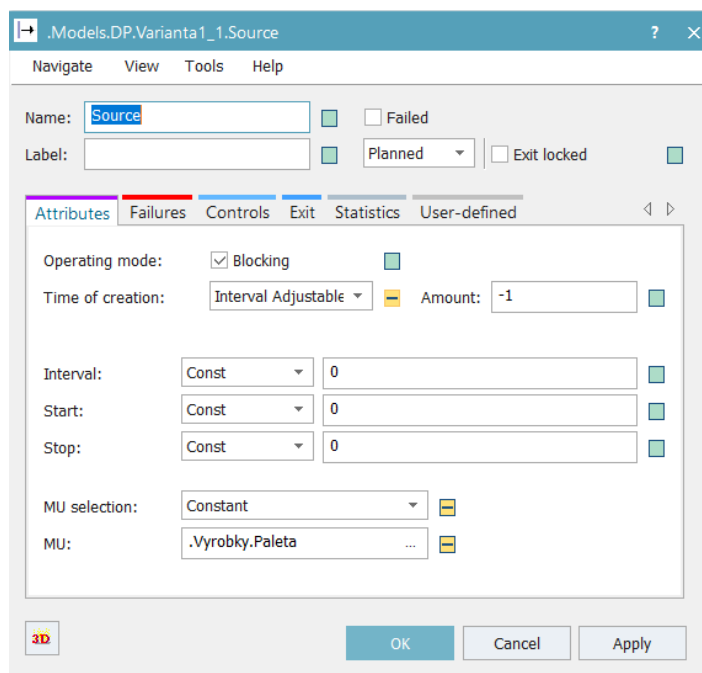 .Models.DP.Varianta1_1.Source ? ×
Navigate View Tools Help
Name: Source Failed
Label: Planned Exit locked
Attributes Failures Controls Exit Statistics User-defined
Operating mode: Blocking
Time of creation: Interval Adjustable Amount: -1
Interval: Const 0
Start: Const 0
Stop: Const 0
MU selection: Constant
MU: .Vyrobky.Paleta ...
3D OK Cancel Apply